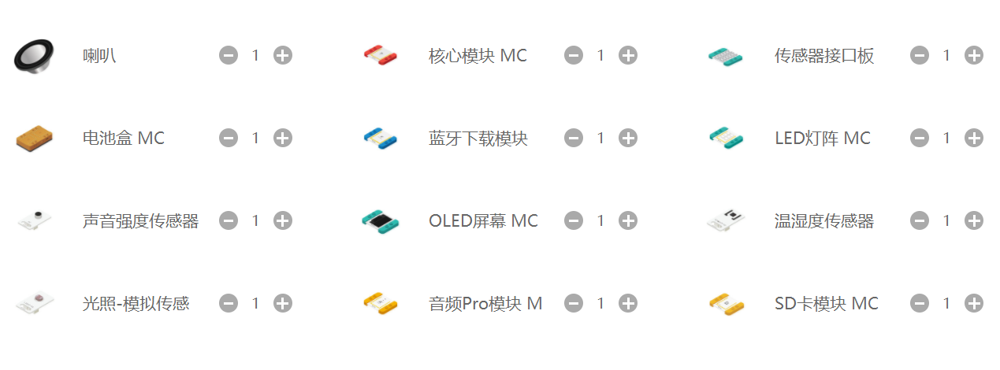 喇叭 1 核心模块 MC 1 传感器接口板 1
电池盒 MC 1 蓝牙下载模块 1 LED灯阵 MC 1
声音强度传感器 1 OLED屏幕 MC 1 温湿度传感器 1
光照-模拟传感 1 音频Pro模块 M 1 SD卡模块 MC 1